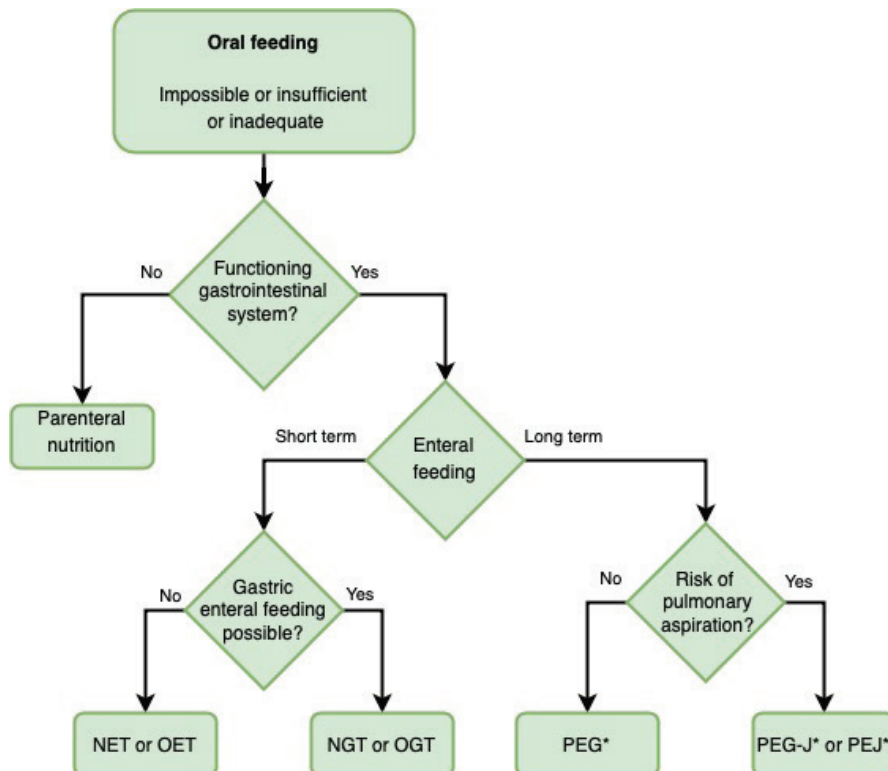 Oral feeding
Impossible or insufficient
or inadequate
No
Functioning
gastrointestinal
system?
Yes
Parenteral
nutrition
Short term
Enteral
feeding
Long term
No
Gastric
enteral feeding
possible?
Yes
No
Risk of
pulmonary
aspiration?
Yes
NET or OET
NGT or OGT
PEG*
PEG-J* or PEJ*